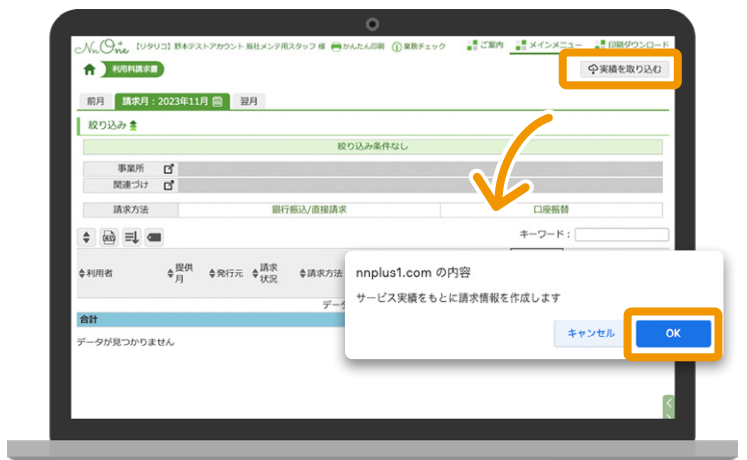 NnOne 【リタリコ】野本テストアカウント 福祉メンテ用スタッフ 様 かんたん印刷 業務チェック ご案内 メインメニュー 印刷ダウンロード
利用料請求書 実績を取り込む
前月 請求月：2023年11月 翌月
絞り込み
絞り込み条件なし
事業所
関連づけ
請求方法 銀行振込/直接請求 口座振替
キーワード：
利用者 提供月 発行元 請求状況 請求方法
デー
合計
データが見つかりません
nnplus1.com の内容
サービス実績をもとに請求情報を作成します
キャンセル OK